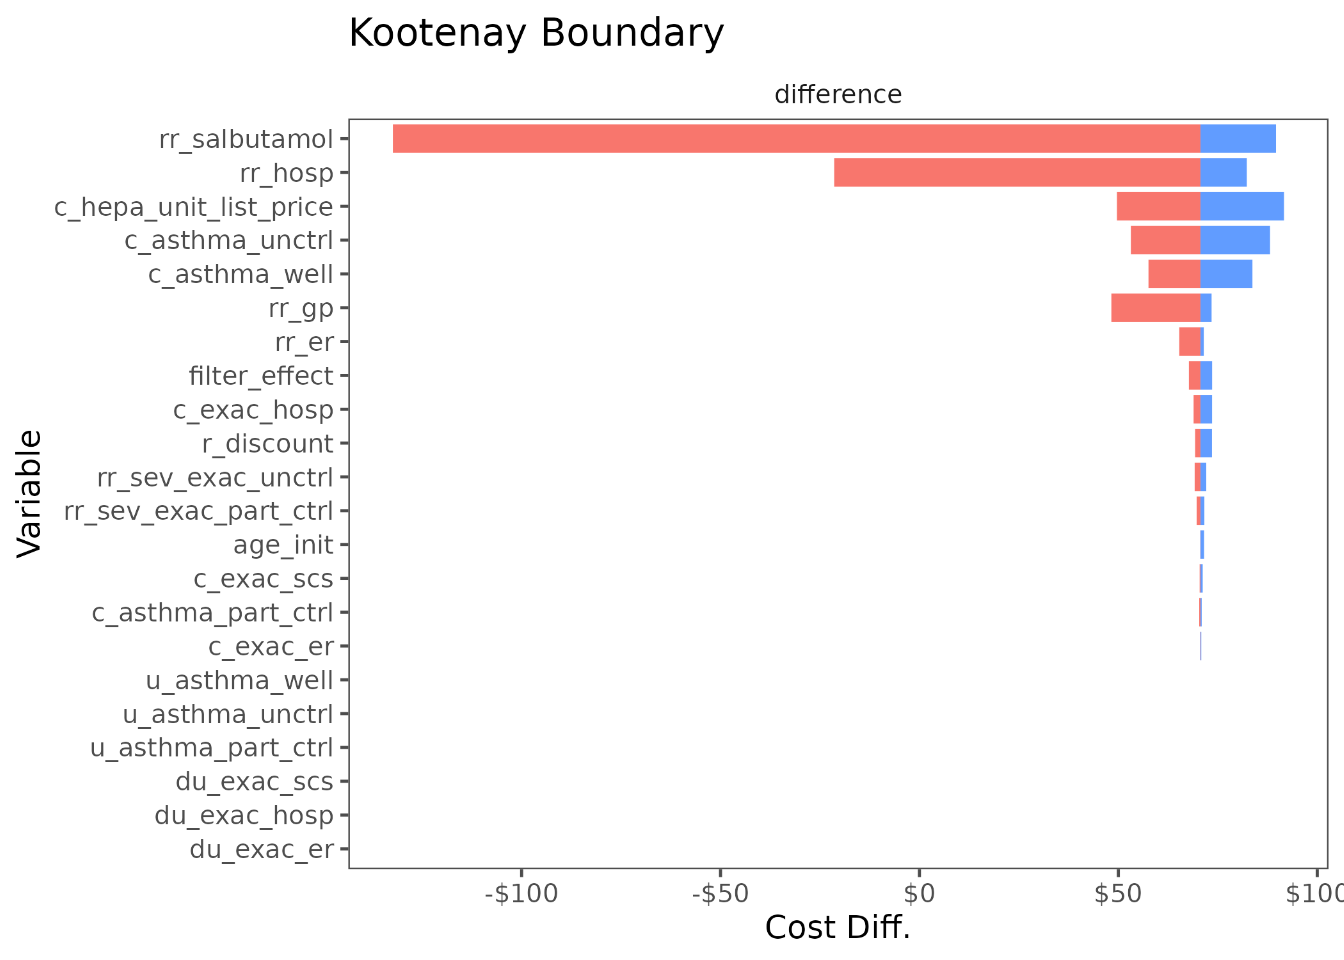 Kootenay Boundary
difference
rr_salbutamol
rr_hosp
c_hepa_unit_list_price
c_asthma_unctrl
c_asthma_well
rr_gp
rr_er
filter_effect
c_exac_hosp
r_discount
rr_sev_exac_unctrl
rr_sev_exac_part_ctrl
age_init
c_exac_scs
c_asthma_part_ctrl
c_exac_er
u_asthma_well
u_asthma_unctrl
u_asthma_part_ctrl
du_exac_scs
du_exac_hosp
du_exac_er
Variable
-$100 -$50 $0 $50 $100
Cost Diff.